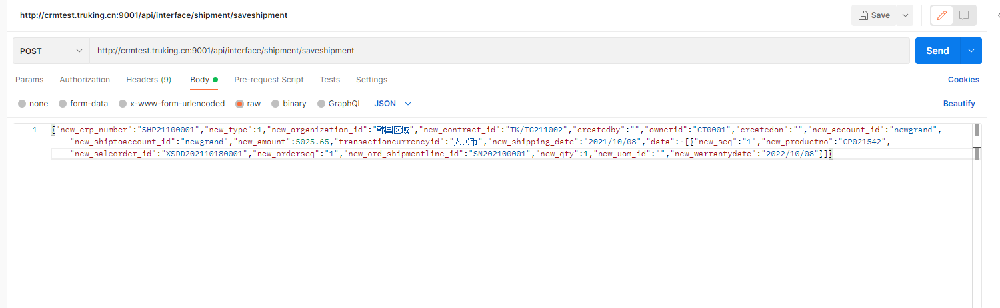 http://crmtest.truking.cn:9001/api/interface/shipment/saveshipment
Save
POST
http://crmtest.truking.cn:9001/api/interface/shipment/saveshipment
Send
Params Authorization Headers (9) Body Pre-request Script Tests Settings Cookies
none form-data x-www-form-urlencoded raw binary GraphQL JSON Beautify
1 {"new_erp_number":"SHP21100001","new_type":1,"new_organization_id":"韩国区域","new_contract_id":"TK/TG211002","createdby":"","ownerid":"CT0001","createdon":"","new_account_id":"newgrand",
"new_shiptoaccount_id":"newgrand","new_amount":5025.65,"transactioncurrencyid":"人民币","new_shipping_date":"2021/10/08","data": [{"new_seq":"1","new_productno":"CP021542",
"new_saleorder_id":"XSDD202110180001","new_orderseq":"1","new_ord_shipmentline_id":"SN202100001","new_qty":1,"new_uom_id":"","new_warrantydate":"2022/10/08"}]}